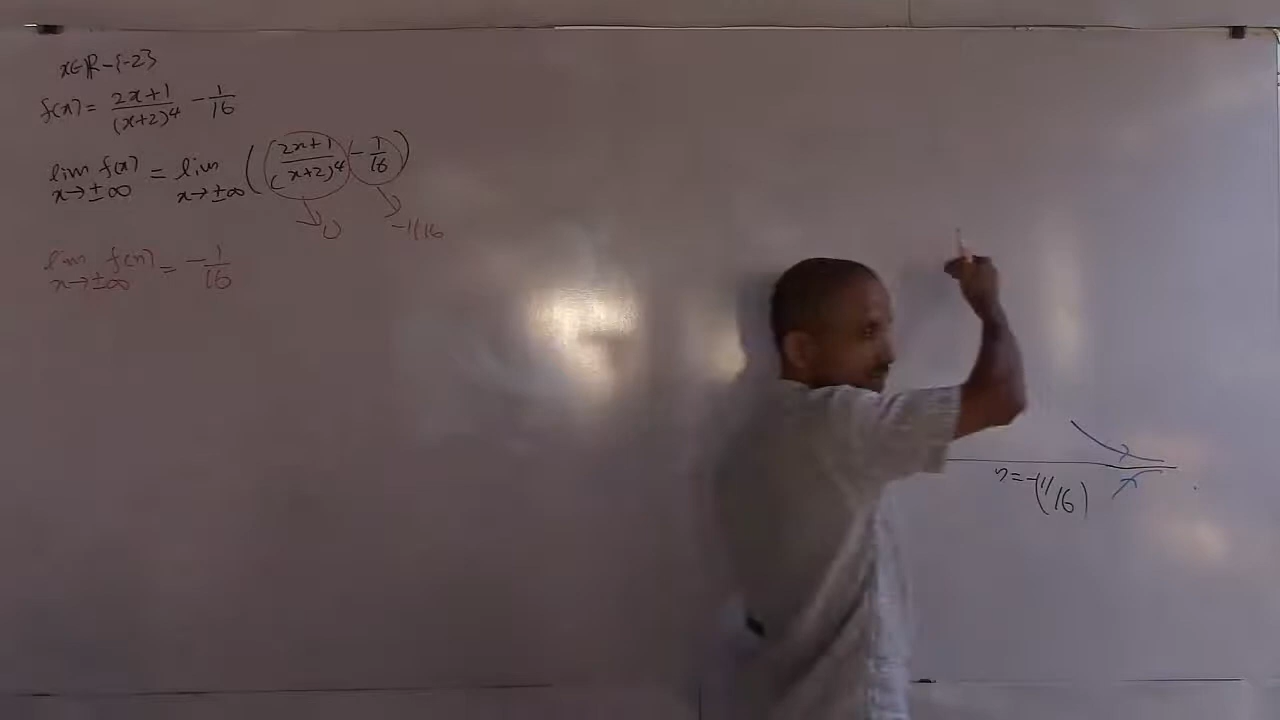 x∈ℝ-{-2}
f(x) = (2x+1)/(x+2)^4 - 1/16
lim x→±∞ f(x) = lim x→±∞ ((2x+1)/(x+2)^4 - 1/16)
0 -1/16
lim x→±∞ f(x) = -1/16
y=-(1/16)